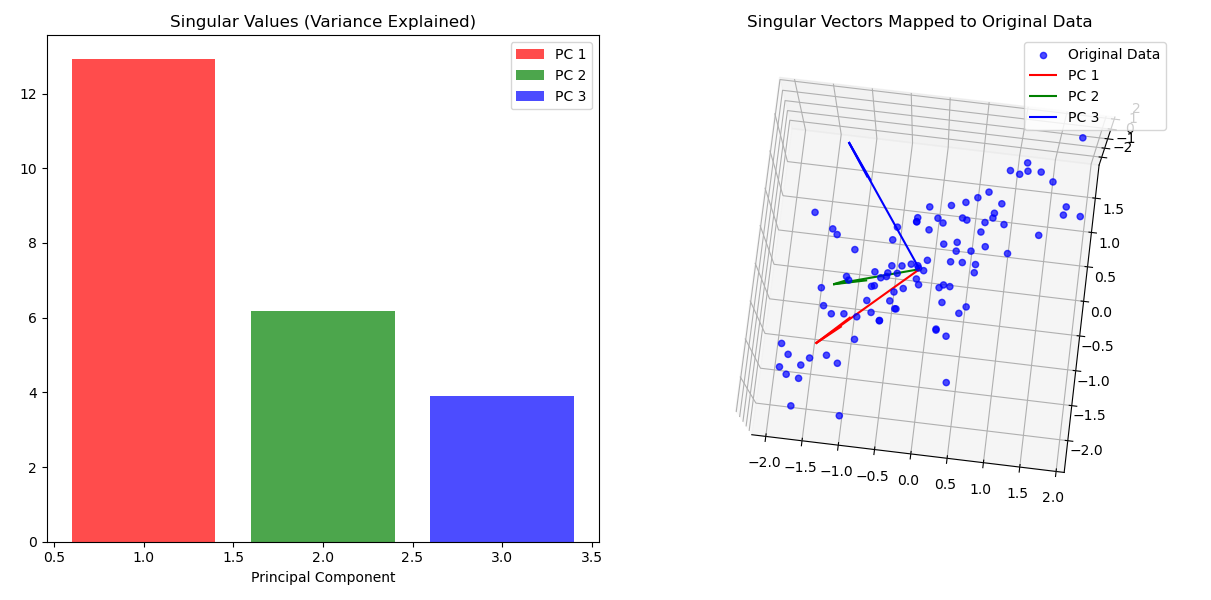 Singular Values (Variance Explained)
PC 1
PC 2
PC 3
12
10
8
6
4
2
0
0.5 1.0 1.5 2.0 2.5 3.0 3.5
Principal Component
Singular Vectors Mapped to Original Data
Original Data
PC 1
PC 2
PC 3
2
1
0
−1
−2
1.5
1.0
0.5
0.0
−0.5
−1.0
−1.5
−2.0
−2.0 −1.5 −1.0 −0.5 0.0 0.5 1.0 1.5 2.0